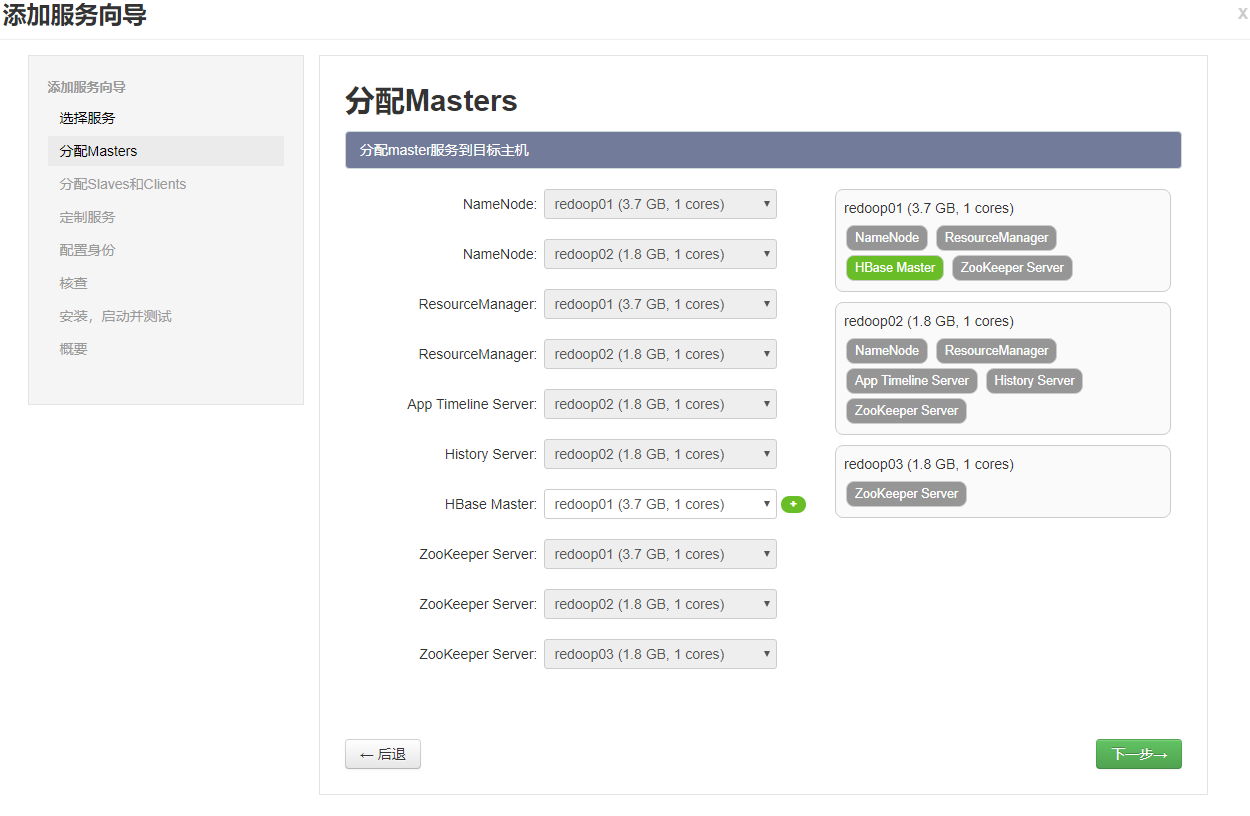 添加服务向导
x
添加服务向导
选择服务
分配Masters
分配Slaves和Clients
定制服务
配置身份
核查
安装，启动并测试
概要
分配Masters
分配master服务到目标主机
NameNode: redoop01 (3.7 GB, 1 cores)
NameNode: redoop02 (1.8 GB, 1 cores)
ResourceManager: redoop01 (3.7 GB, 1 cores)
ResourceManager: redoop02 (1.8 GB, 1 cores)
App Timeline Server: redoop02 (1.8 GB, 1 cores)
History Server: redoop02 (1.8 GB, 1 cores)
HBase Master: redoop01 (3.7 GB, 1 cores) +
ZooKeeper Server: redoop01 (3.7 GB, 1 cores)
ZooKeeper Server: redoop02 (1.8 GB, 1 cores)
ZooKeeper Server: redoop03 (1.8 GB, 1 cores)
redoop01 (3.7 GB, 1 cores)
NameNode ResourceManager
HBase Master ZooKeeper Server
redoop02 (1.8 GB, 1 cores)
NameNode ResourceManager
App Timeline Server History Server
ZooKeeper Server
redoop03 (1.8 GB, 1 cores)
ZooKeeper Server
← 后退
下一步→